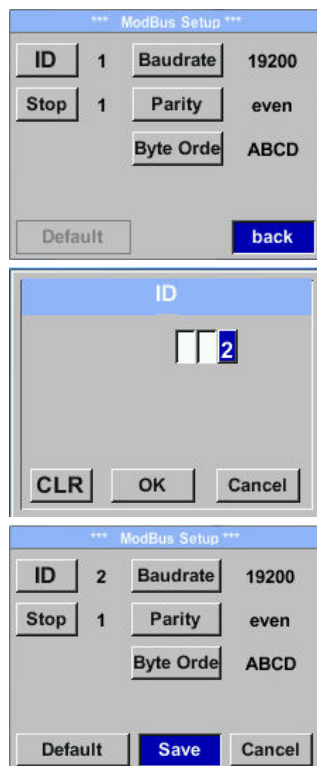 *** ModBus Setup ***
ID 1 Baudrate 19200
Stop 1 Parity even
Byte Orde ABCD
Default back
ID
2
CLR OK Cancel
*** ModBus Setup ***
ID 2 Baudrate 19200
Stop 1 Parity even
Byte Orde ABCD
Default Save Cancel